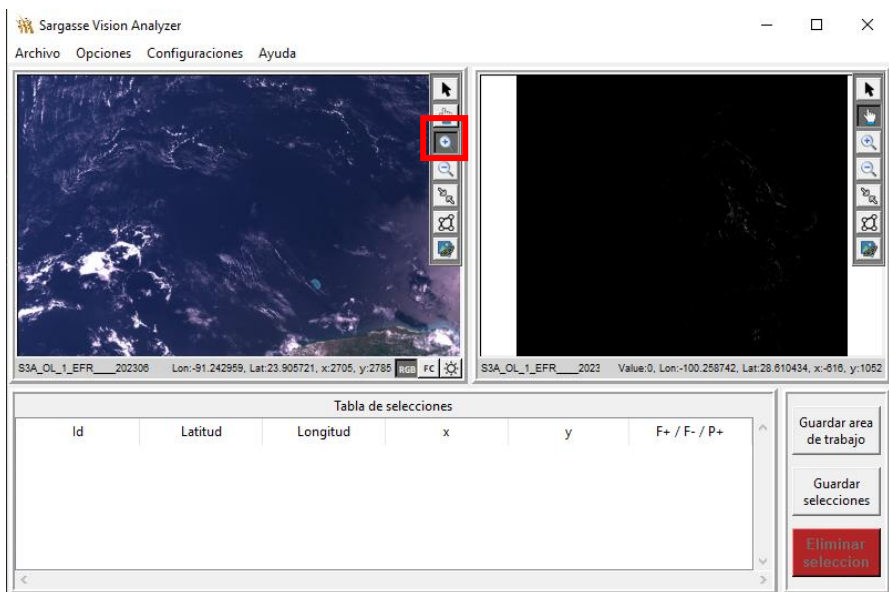 Sargasse Vision Analyzer
Archivo Opciones Configuraciones Ayuda
S3A_OL_1_EFR____202306 Lon:-91.242959, Lat:23.905721, x:2705, y:2785 RGB FC
S3A_OL_1_EFR____2023 Value:0, Lon:-100.258742, Lat:28.610434, x:-616, y:1052
Tabla de selecciones
Id Latitud Longitud x y F+ / F- / P+
Guardar area
de trabajo
Guardar
selecciones
Eliminar
seleccion